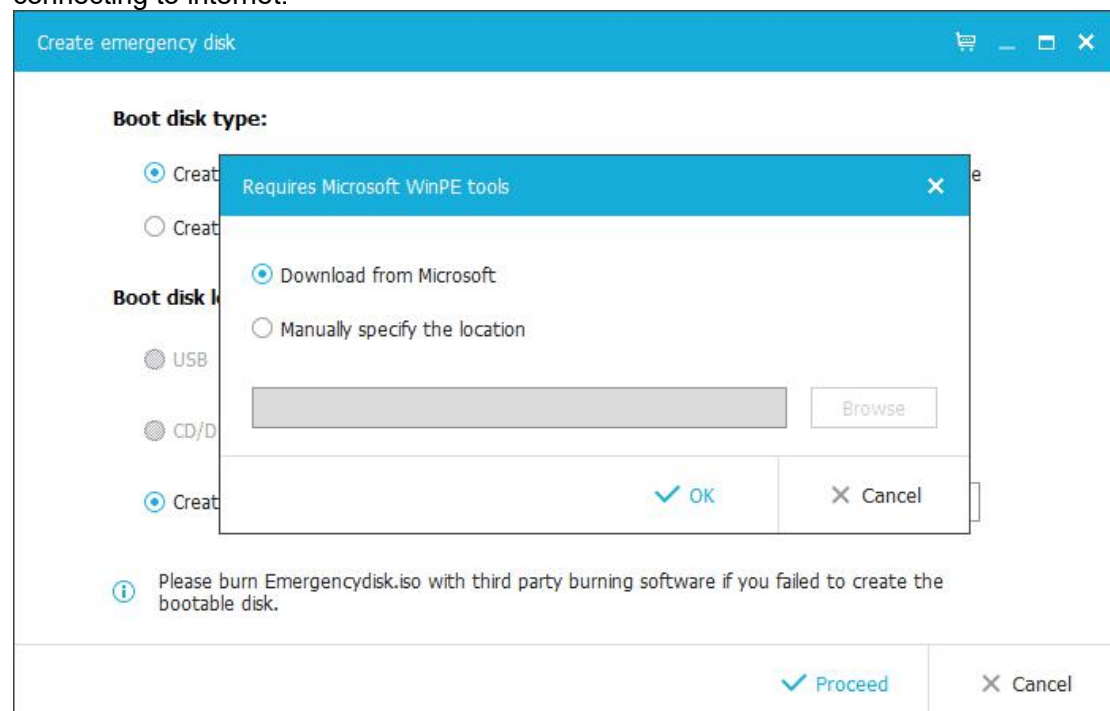 connecting to internet.
Create emergency disk
Boot disk type:
Creat
Requires Microsoft WinPE tools
e
Creat
Download from Microsoft
Boot disk l
Manually specify the location
USB
Browse
CD/D
OK
Cancel
Creat
Please burn Emergencydisk.iso with third party burning software if you failed to create the
bootable disk.
Proceed
Cancel